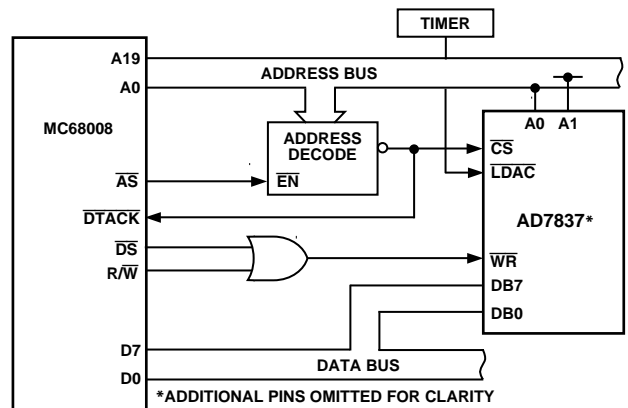 TIMER
A19
ADDRESS BUS
A0
MC68008
ADDRESS
DECODE
EN
A0 A1
CS
LDAC
AS
DTACK
AD7837*
DS
R/W
WR
DB7
DB0
D7
DATA BUS
D0
*ADDITIONAL PINS OMITTED FOR CLARITY